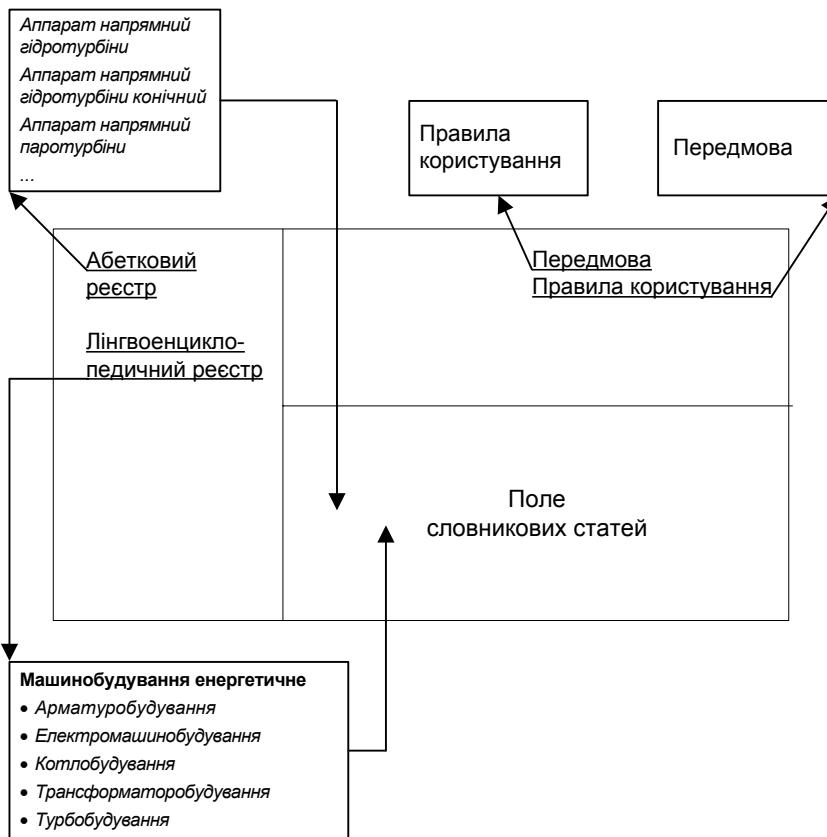 Аппарат напрямний
гідротурбіни
Аппарат напрямний
гідротурбіни конічний
Аппарат напрямний
паротурбіни
...
Правила
користування
Передмова
Абетковий
реєстр
Лінгвоенцикло-
педичний реєстр
Передмова
Правила користування
Поле
словникових статей
Машинобудування енергетичне
• Арматуробудування
• Електромашинобудування
• Котлобудування
• Трансформаторобудування
• Турбобудування